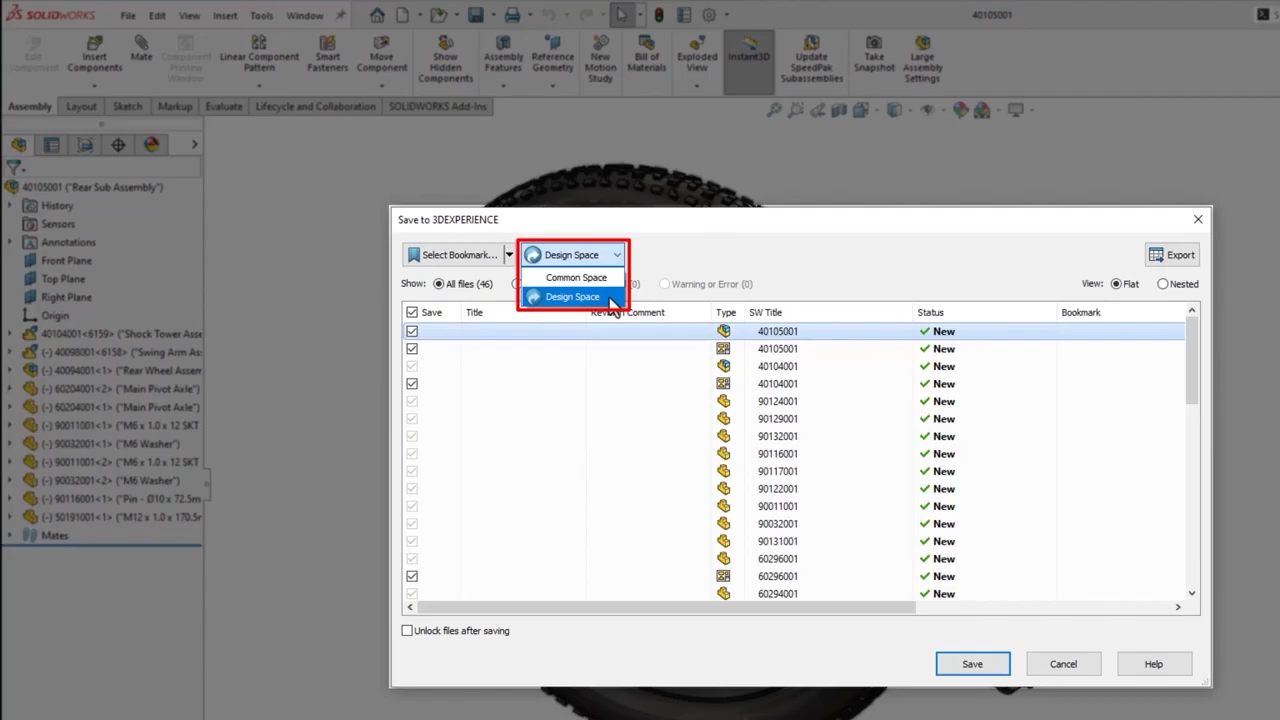 SOLIDWORKS File Edit View Insert Tools Window 40105001
Edit Component
Insert Components
Mate
Component Preview Window
Linear Component Pattern
Smart Fasteners
Move Component
Show Hidden Components
Assembly Features
Reference Geometry
New Motion Study
Bill of Materials
Exploded View
Instant3D
Update SpeedPak Subassemblies
Take Snapshot
Large Assembly Settings
Assembly Layout Sketch Markup Evaluate Lifecycle and Collaboration SOLIDWORKS Add-Ins
40105001 ("Rear Sub Assembly")
History
Sensors
Annotations
Front Plane
Top Plane
Right Plane
Origin
40104001<6159> ("Shock Tower Assem
(-) 40098001<6158> ("Swing Arm Ass
(-) 40094001<1> ("Rear Wheel Assem
(-) 60204001<2> ("Main Pivot Axle")
(-) 60204001<1> ("Main Pivot Axle")
(-) 90011001<1> ("M6 x 1.0 x 12 SKT
(-) 90032001<1> ("M6 Washer")
(-) 90011001<2> ("M6 x 1.0 x 12 SKT
(-) 90032001<2> ("M6 Washer")
(-) 90116001<1> ("Pin - Ø10 x 72.5m
(-) 50191001<1> ("M12 x 1.0 x 170.5m
Mates
Save to 3DEXPERIENCE
Select Bookmark... Design Space Export
Common Space
Design Space
Show: All files (46) (0) Warning or Error (0) View: Flat Nested
Save Title Comment Type SW Title Status Bookmark
40105001 New
40105001 New
40104001 New
40104001 New
90124001 New
90129001 New
90132001 New
90116001 New
90117001 New
90122001 New
90011001 New
90032001 New
90131001 New
60296001 New
60296001 New
60294001 New
Unlock files after saving
Save Cancel Help